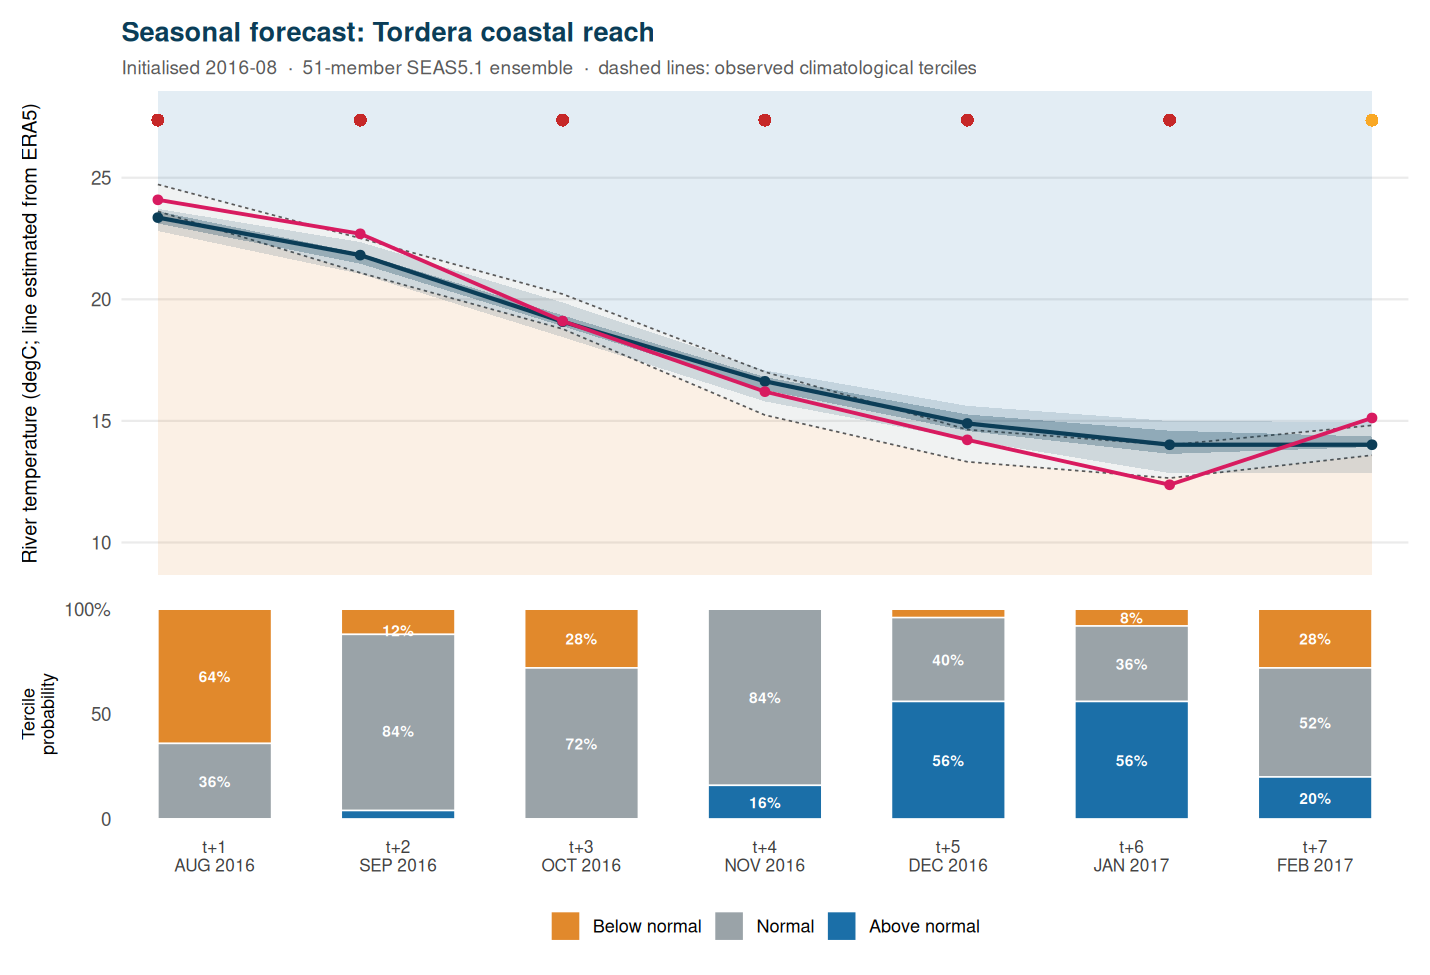 Seasonal forecast: Tordera coastal reach
Initialised 2016-08 · 51-member SEAS5.1 ensemble · dashed lines: observed climatological terciles
River temperature (degC; line estimated from ERA5)
25
20
15
10
Tercile
probability
100%
50
0
64%
36%
12%
84%
28%
72%
84%
16%
40%
56%
8%
36%
56%
28%
52%
20%
t+1
AUG 2016
t+2
SEP 2016
t+3
OCT 2016
t+4
NOV 2016
t+5
DEC 2016
t+6
JAN 2017
t+7
FEB 2017
Below normal
Normal
Above normal